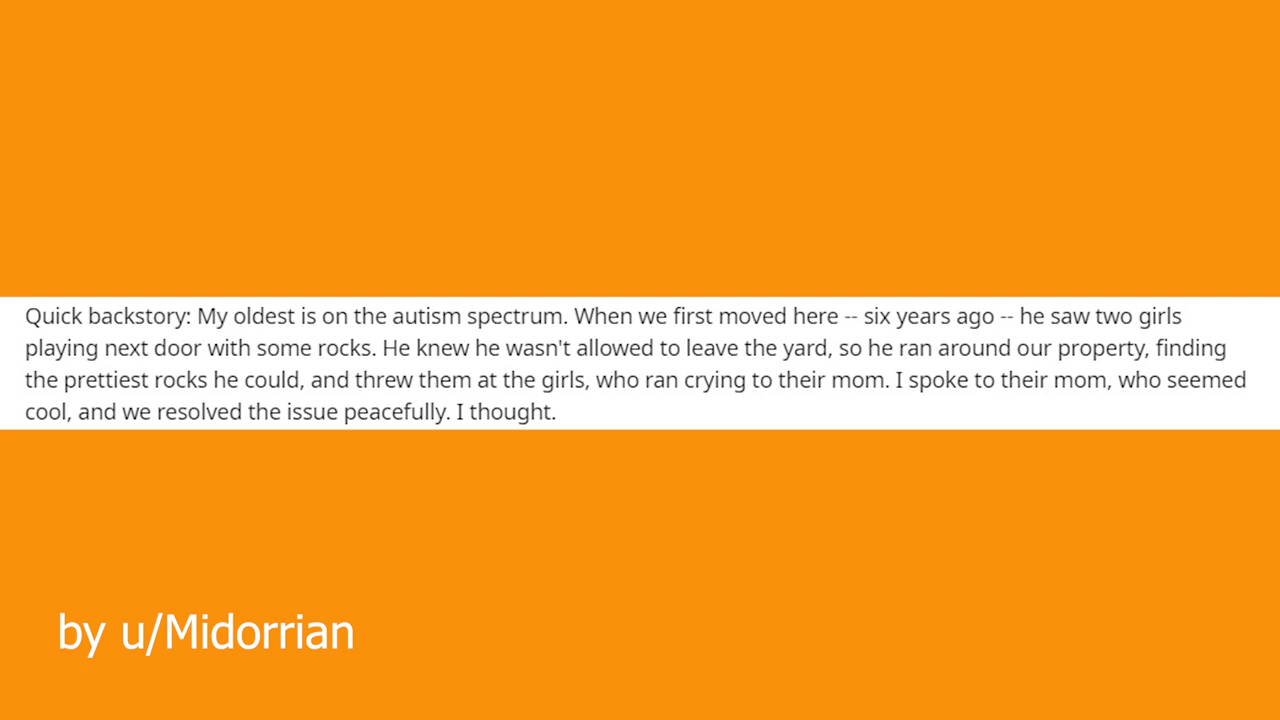 Quick backstory: My oldest is on the autism spectrum. When we first moved here -- six years ago -- he saw two girls
playing next door with some rocks. He knew he wasn't allowed to leave the yard, so he ran around our property, finding
the prettiest rocks he could, and threw them at the girls, who ran crying to their mom. I spoke to their mom, who seemed
cool, and we resolved the issue peacefully. I thought.
by u/Midorrian